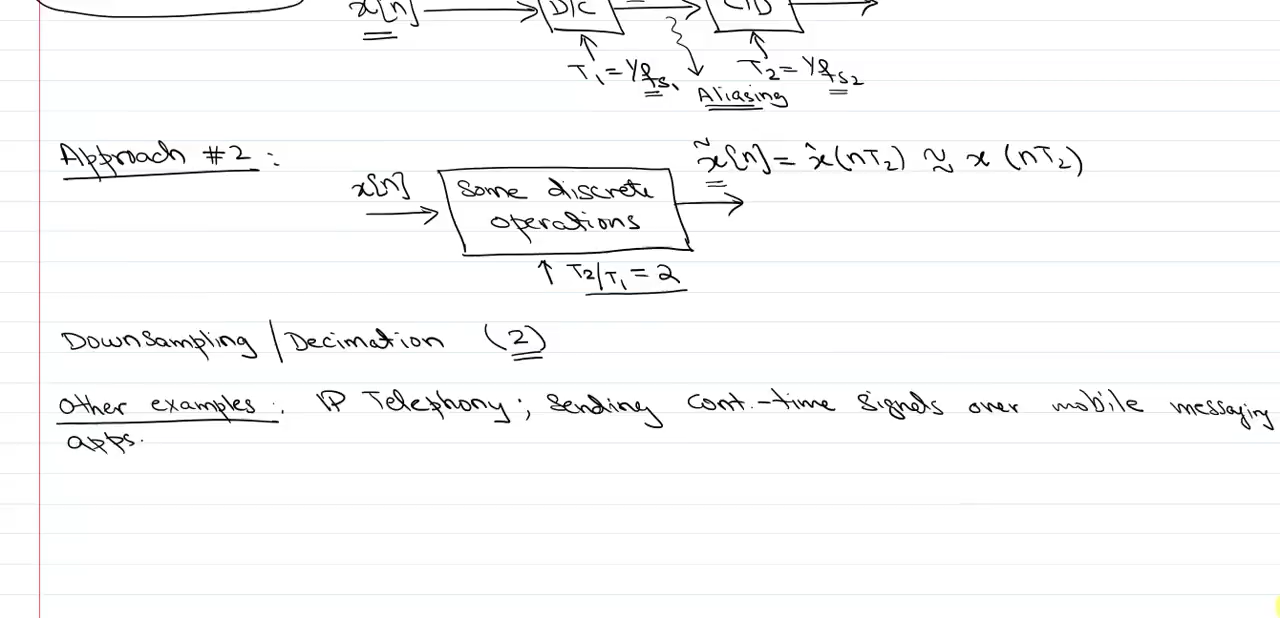 x[n] D/C C/D
T₁ = 1/fs₁ T₂ = 1/fs₂
Aliasing
Approach #2 :
x̃[n] = x̂(nT₂) ≈ x(nT₂)
x[n] Some discrete
operations
↑ T₂/T₁ = 2
Downsampling / Decimation (2)
Other examples : IP Telephony ; Sending cont.-time signals over mobile messaging
apps.